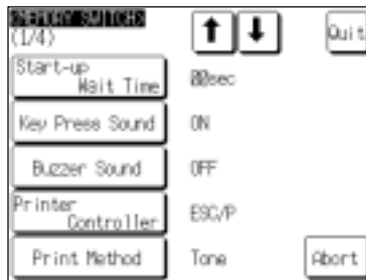 <MEMORY SWITCH>
(1/4)
Quit
Start-up
Wait Time
00sec
Key Press Sound
ON
Buzzer Sound
OFF
Printer
Controller
ESC/P
Print Method
Tone
Abort